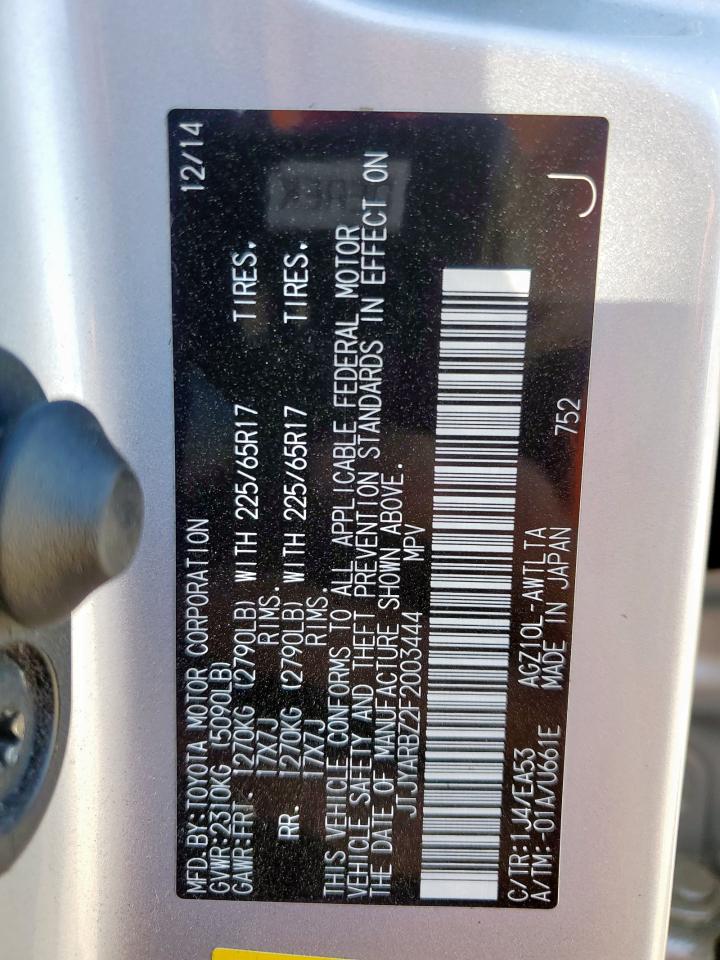 MFD.BY:TOYOTA MOTOR CORPORATION 12/14
GVWR:2310KG (5090LB)
GAWR:FRT. 1270KG (2790LB) WITH 225/65R17 TIRES,
17X7J RIMS.
RR. 1270KG (2790LB) WITH 225/65R17 TIRES,
17X7J RIMS.
THIS VEHICLE CONFORMS TO ALL APPLICABLE FEDERAL MOTOR
VEHICLE SAFETY AND THEFT PREVENTION STANDARDS IN EFFECT ON
THE DATE OF MANUFACTURE SHOWN ABOVE.
JTJYARBZ2F2003444 MPV
C/TR:1J4/EA53 AGZ10L-AWTLTA 752 J
A/TM:-01A/U661E MADE IN JAPAN